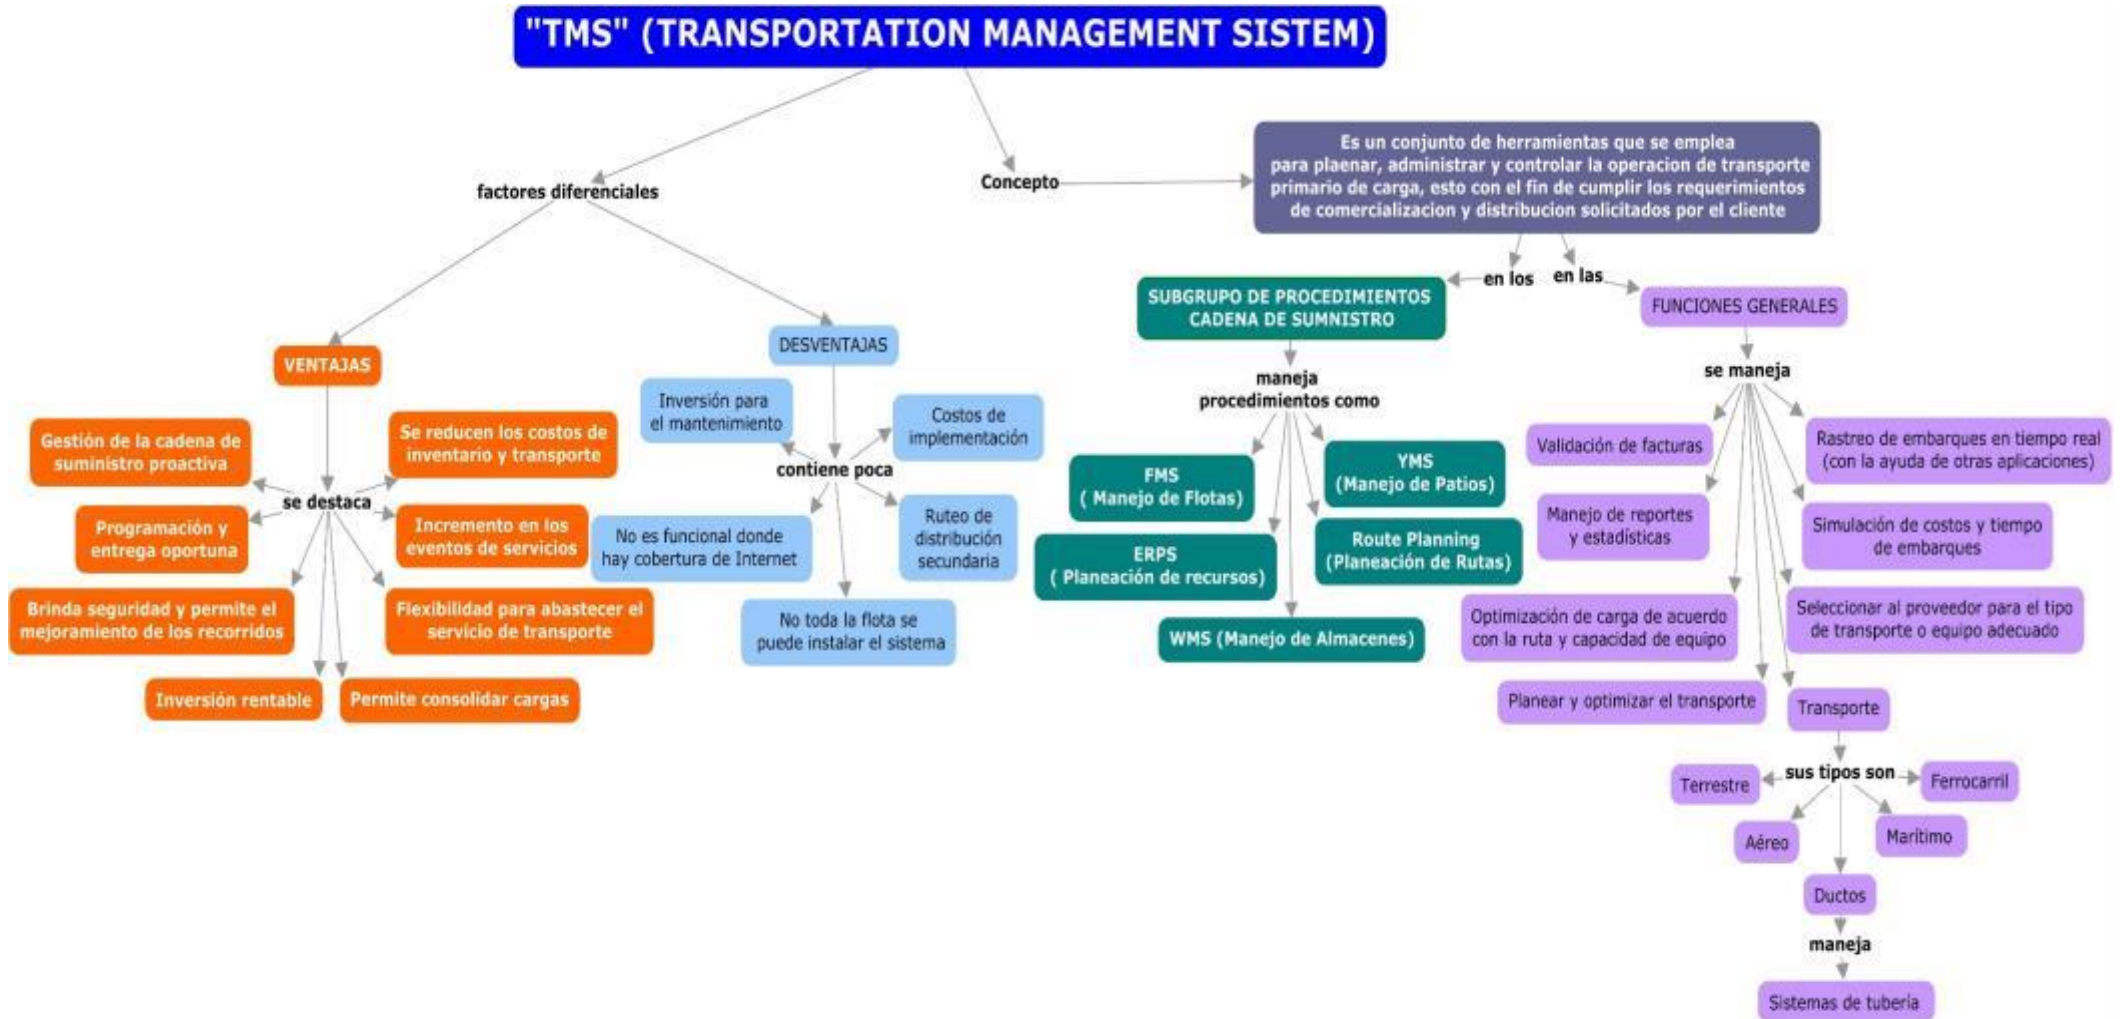 "TMS" (TRANSPORTATION MANAGEMENT SISTEM)
factores diferenciales
Concepto
Es un conjunto de herramientas que se emplea
para plaenar, administrar y controlar la operacion de transporte
primario de carga, esto con el fin de cumplir los requerimientos
de comercializacion y distribucion solicitados por el cliente
VENTAJAS
se destaca
Gestión de la cadena de
suministro proactiva
Se reducen los costos de
inventario y transporte
Programación y
entrega oportuna
Incremento en los
eventos de servicios
Brinda seguridad y permite el
mejoramiento de los recorridos
Flexibilidad para abastecer el
servicio de transporte
Inversión rentable
Permite consolidar cargas
DESVENTAJAS
contiene poca
Inversión para
el mantenimiento
Costos de
implementación
No es funcional donde
hay cobertura de Internet
Ruteo de
distribución
secundaria
No toda la flota se
puede instalar el sistema
en los
SUBGRUPO DE PROCEDIMIENTOS
CADENA DE SUMNISTRO
maneja
procedimientos como
FMS
( Manejo de Flotas)
YMS
(Manejo de Patios)
ERPS
( Planeación de recursos)
Route Planning
(Planeación de Rutas)
WMS (Manejo de Almacenes)
en las
FUNCIONES GENERALES
se maneja
Validación de facturas
Rastreo de embarques en tiempo real
(con la ayuda de otras aplicaciones)
Manejo de reportes
y estadísticas
Simulación de costos y tiempo
de embarques
Optimización de carga de acuerdo
con la ruta y capacidad de equipo
Seleccionar al proveedor para el tipo
de transporte o equipo adecuado
Planear y optimizar el transporte
Transporte
sus tipos son
Terrestre
Ferrocarril
Aéreo
Marítimo
Ductos
maneja
Sistemas de tubería